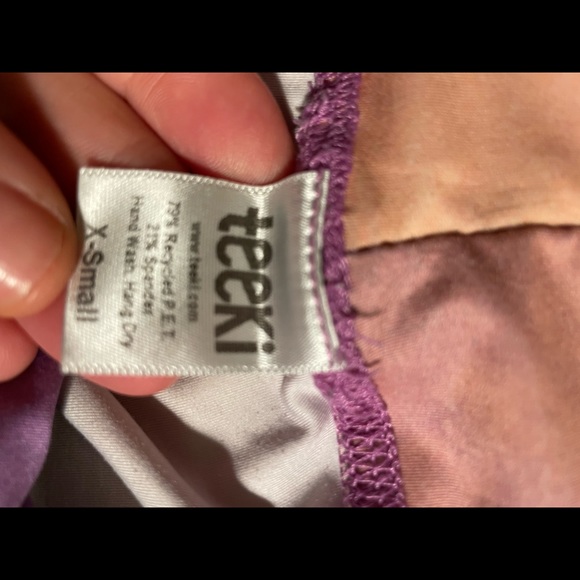 teeki
www.teeki.com
79% Recycled P.E.T.
21% Spandex
Hand Wash, Hang Dry
X-Small